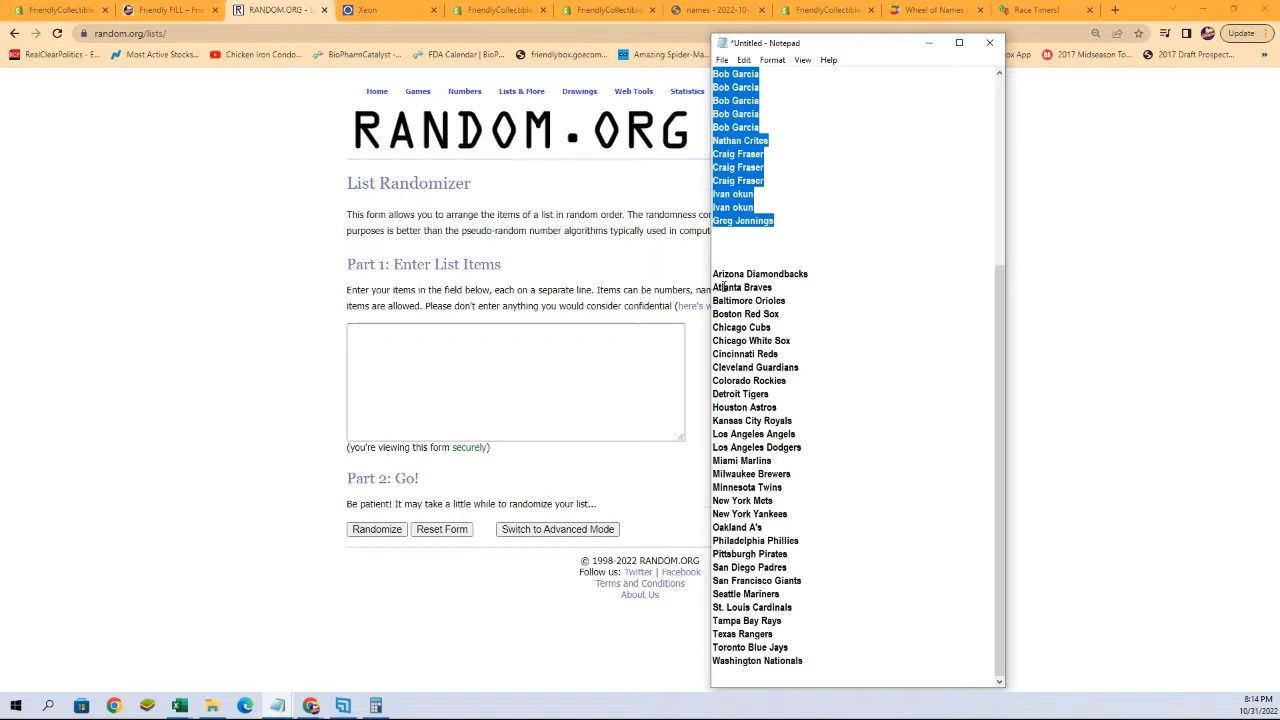 FriendlyCollectible
Friendly FILL – Fre
RANDOM.ORG - L
Xeon
FriendlyCollectible
FriendlyCollectible
names - 2022-10-
FriendlyCollectible
Wheel of Names |
Race Timers!
random.org/lists/
Update
RealClearPolitics - E...
Most Active Stocks...
Chicken Iron Condo...
BioPharmCatalyst -...
FDA Calendar | BioP...
friendlybox.goecom...
Amazing Spider-Ma
x App
2017 Midseason To...
2017 Draft Prospect...
*Untitled - Notepad
File Edit Format View Help
Home Games Numbers Lists & More Drawings Web Tools Statistics
RANDOM.ORG
List Randomizer
This form allows you to arrange the items of a list in random order. The randomness
purposes is better than the pseudo-random number algorithms typically used in
Part 1: Enter List Items
Enter your items in the field below, each on a separate line. Items can be numbers,
items are allowed. Please don't enter anything you would consider confidential (here's
(you're viewing this form securely)
Part 2: Go!
Be patient! It may take a little while to randomize your list...
Randomize Reset Form Switch to Advanced Mode
© 1998-2022 RANDOM.ORG
Follow us: Twitter | Facebook
Terms and Conditions
About Us
Bob Garcia
Bob Garcia
Bob Garcia
Bob Garcia
Bob Garcia
Nathan Crites
Craig Fraser
Craig Fraser
Craig Fraser
Ivan okun
Ivan okun
Greg Jennings
Arizona Diamondbacks
Atlanta Braves
Baltimore Orioles
Boston Red Sox
Chicago Cubs
Chicago White Sox
Cincinnati Reds
Cleveland Guardians
Colorado Rockies
Detroit Tigers
Houston Astros
Kansas City Royals
Los Angeles Angels
Los Angeles Dodgers
Miami Marlins
Milwaukee Brewers
Minnesota Twins
New York Mets
New York Yankees
Oakland A's
Philadelphia Phillies
Pittsburgh Pirates
San Diego Padres
San Francisco Giants
Seattle Mariners
St. Louis Cardinals
Tampa Bay Rays
Texas Rangers
Toronto Blue Jays
Washington Nationals
8:14 PM
10/31/2022